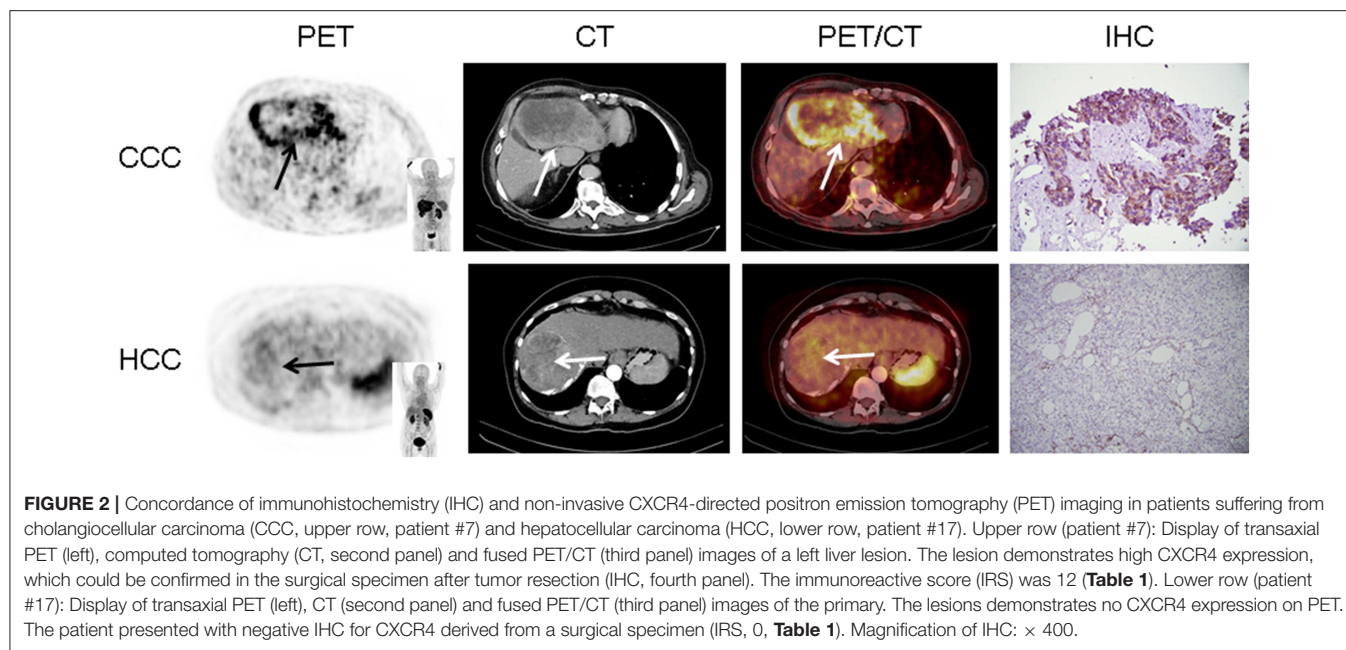 PET CT PET/CT IHC
CCC
HCC
FIGURE 2 | Concordance of immunohistochemistry (IHC) and non-invasive CXCR4-directed positron emission tomography (PET) imaging in patients suffering from
cholangiocellular carcinoma (CCC, upper row, patient #7) and hepatocellular carcinoma (HCC, lower row, patient #17). Upper row (patient #7): Display of transaxial
PET (left), computed tomography (CT, second panel) and fused PET/CT (third panel) images of a left liver lesion. The lesion demonstrates high CXCR4 expression,
which could be confirmed in the surgical specimen after tumor resection (IHC, fourth panel). The immunoreactive score (IRS) was 12 (Table 1). Lower row (patient
#17): Display of transaxial PET (left), CT (second panel) and fused PET/CT (third panel) images of the primary. The lesions demonstrates no CXCR4 expression on PET.
The patient presented with negative IHC for CXCR4 derived from a surgical specimen (IRS, 0, Table 1). Magnification of IHC: × 400.